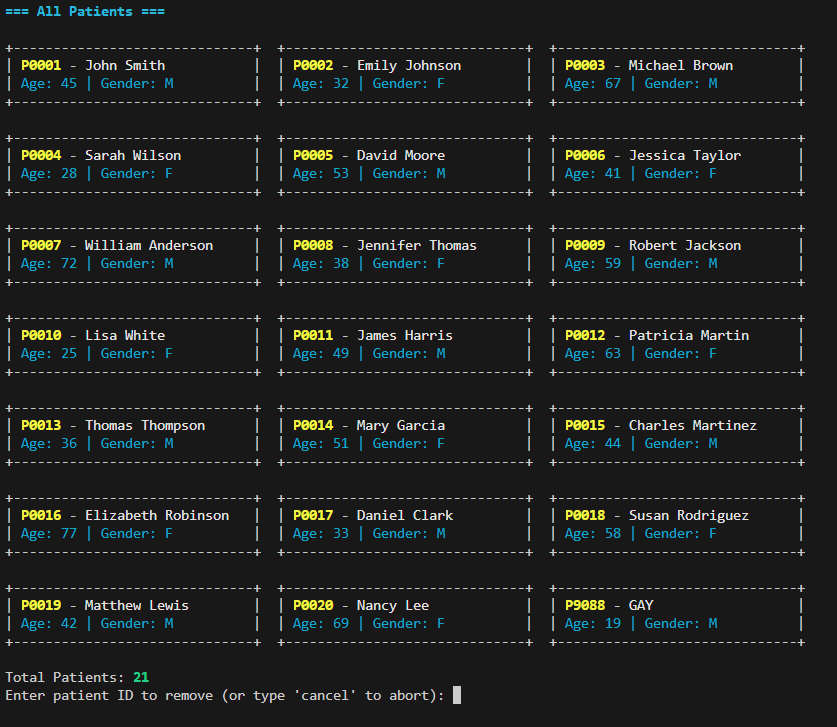 === All Patients ===
+------------------------------+  +------------------------------+  +------------------------------+
| P0001 - John Smith           |  | P0002 - Emily Johnson        |  | P0003 - Michael Brown        |
| Age: 45 | Gender: M          |  | Age: 32 | Gender: F          |  | Age: 67 | Gender: M          |
+------------------------------+  +------------------------------+  +------------------------------+
+------------------------------+  +------------------------------+  +------------------------------+
| P0004 - Sarah Wilson         |  | P0005 - David Moore          |  | P0006 - Jessica Taylor       |
| Age: 28 | Gender: F          |  | Age: 53 | Gender: M          |  | Age: 41 | Gender: F          |
+------------------------------+  +------------------------------+  +------------------------------+
+------------------------------+  +------------------------------+  +------------------------------+
| P0007 - William Anderson     |  | P0008 - Jennifer Thomas      |  | P0009 - Robert Jackson       |
| Age: 72 | Gender: M          |  | Age: 38 | Gender: F          |  | Age: 59 | Gender: M          |
+------------------------------+  +------------------------------+  +------------------------------+
+------------------------------+  +------------------------------+  +------------------------------+
| P0010 - Lisa White           |  | P0011 - James Harris         |  | P0012 - Patricia Martin      |
| Age: 25 | Gender: F          |  | Age: 49 | Gender: M          |  | Age: 63 | Gender: F          |
+------------------------------+  +------------------------------+  +------------------------------+
+------------------------------+  +------------------------------+  +------------------------------+
| P0013 - Thomas Thompson      |  | P0014 - Mary Garcia          |  | P0015 - Charles Martinez     |
| Age: 36 | Gender: M          |  | Age: 51 | Gender: F          |  | Age: 44 | Gender: M          |
+------------------------------+  +------------------------------+  +------------------------------+
+------------------------------+  +------------------------------+  +------------------------------+
| P0016 - Elizabeth Robinson   |  | P0017 - Daniel Clark         |  | P0018 - Susan Rodriguez      |
| Age: 77 | Gender: F          |  | Age: 33 | Gender: M          |  | Age: 58 | Gender: F          |
+------------------------------+  +------------------------------+  +------------------------------+
+------------------------------+  +------------------------------+  +------------------------------+
| P0019 - Matthew Lewis        |  | P0020 - Nancy Lee            |  | P9088 - GAY                  |
| Age: 42 | Gender: M          |  | Age: 69 | Gender: F          |  | Age: 19 | Gender: M          |
+------------------------------+  +------------------------------+  +------------------------------+
Total Patients: 21
Enter patient ID to remove (or type 'cancel' to abort):